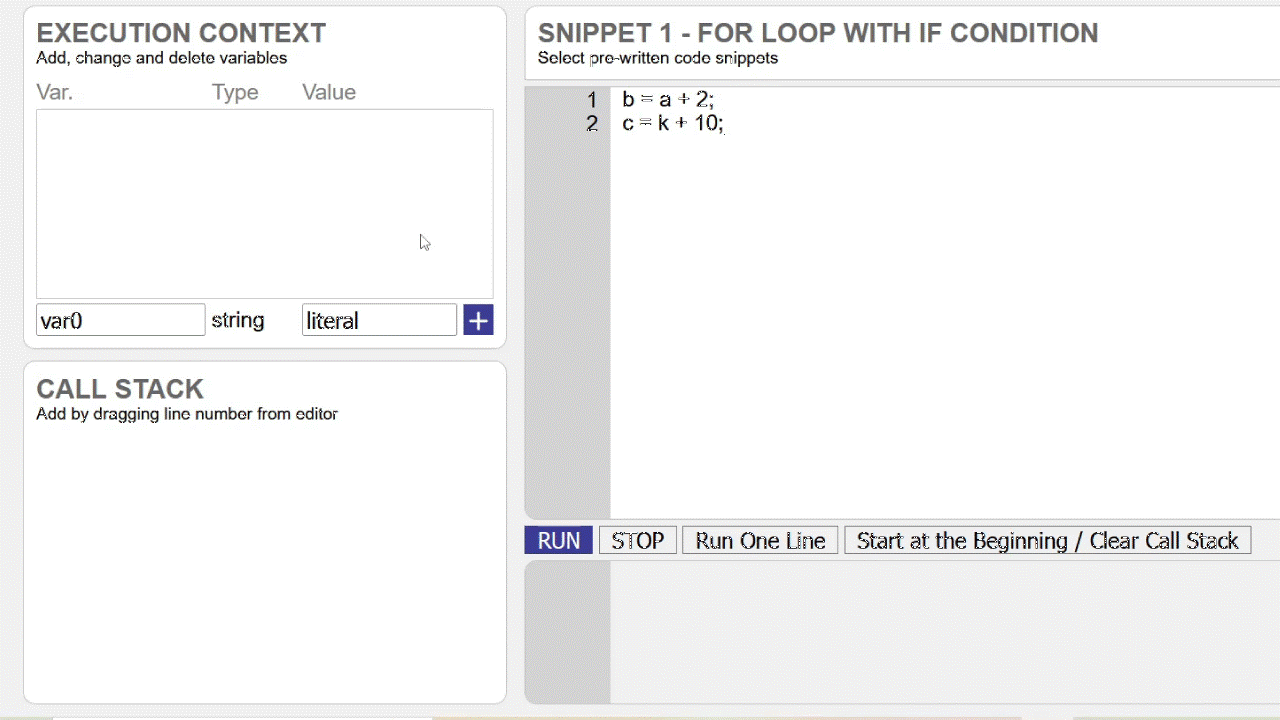 EXECUTION CONTEXT
Add, change and delete variables
Var. Type Value
var0 string literal +
CALL STACK
Add by dragging line number from editor
SNIPPET 1 - FOR LOOP WITH IF CONDITION
Select pre-written code snippets
1 b = a + 2;
2 c = k + 10;
RUN STOP Run One Line Start at the Beginning / Clear Call Stack